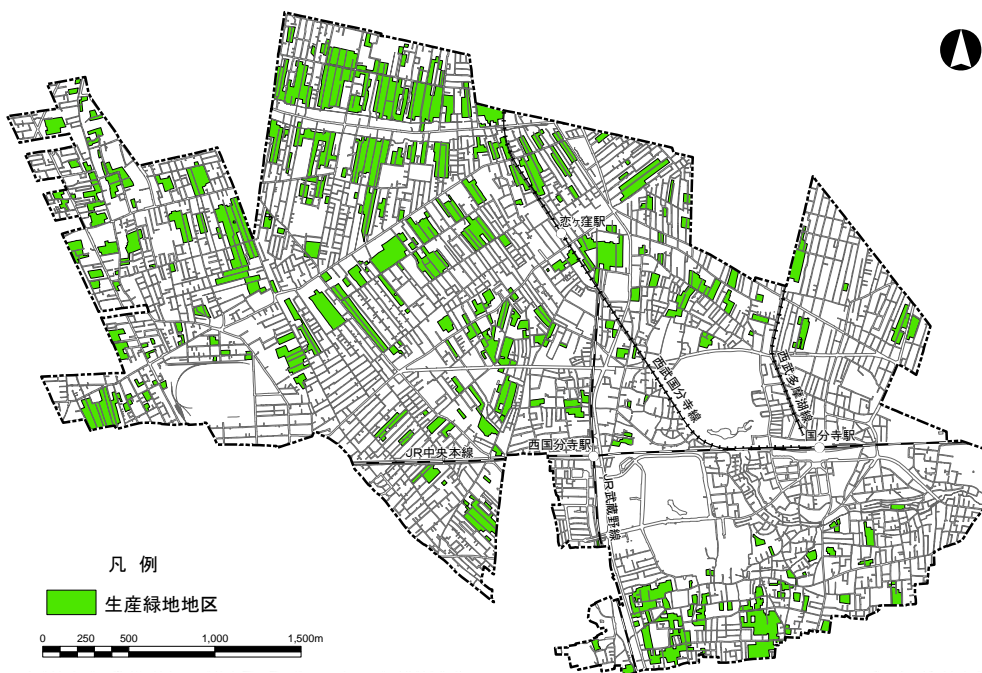 恋ヶ窪駅
西武国分寺線
西武多摩湖線
国分寺駅
西国分寺駅
JR中央本線
JR武蔵野線
凡 例
生産緑地地区
0 250 500 1,000 1,500m